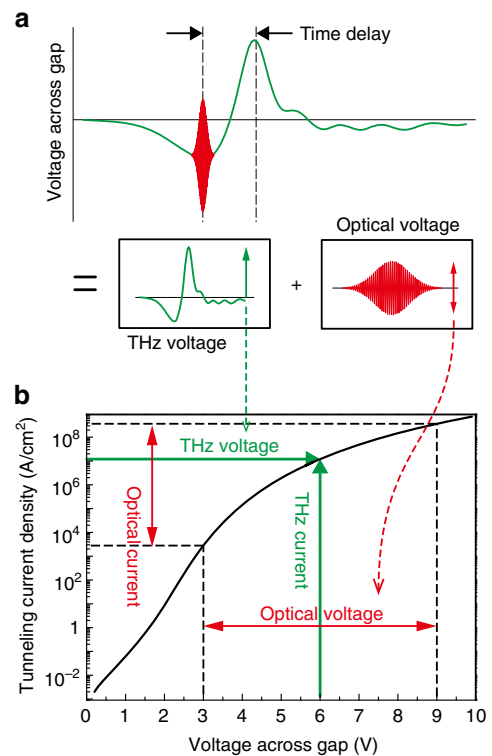 a
Time delay
Voltage across gap
Optical voltage
=
+
THz voltage
b
Tunneling current density (A/cm²)
10⁸
10⁶
10⁴
10²
1
10⁻²
THz voltage
Optical current
THz current
Optical voltage
0 1 2 3 4 5 6 7 8 9 10
Voltage across gap (V)